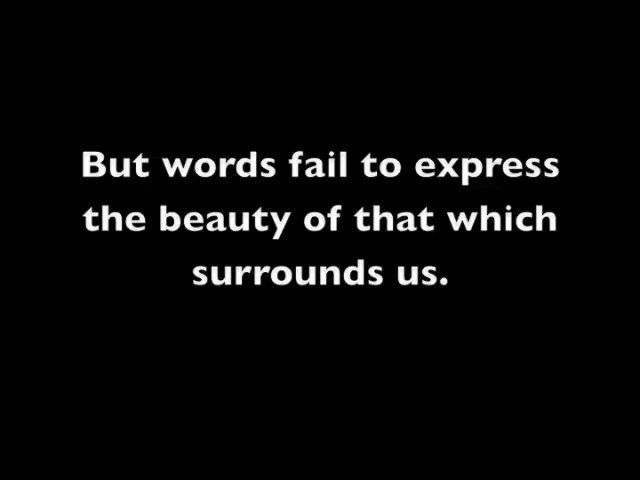 But words fail to express
the beauty of that which
surrounds us.